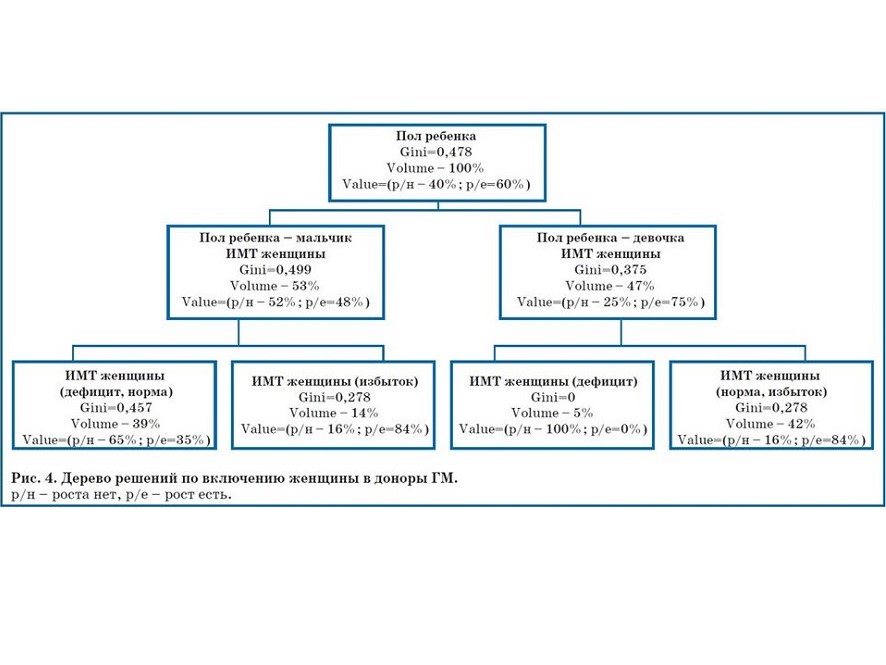 Пол ребенка
Gini=0,478
Volume – 100%
Value=(р/н – 40%; р/е=60%)
Пол ребенка – мальчик
ИМТ женщины
Gini=0,499
Volume – 53%
Value=(р/н – 52%; р/е=48%)
Пол ребенка – девочка
ИМТ женщины
Gini=0,375
Volume – 47%
Value=(р/н – 25%; р/е=75%)
ИМТ женщины
(дефицит, норма)
Gini=0,457
Volume – 39%
Value=(р/н – 65%; р/е=35%)
ИМТ женщины (избыток)
Gini=0,278
Volume – 14%
Value=(р/н – 16%; р/е=84%)
ИМТ женщины (дефицит)
Gini=0
Volume – 5%
Value=(р/н – 100%; р/е=0%)
ИМТ женщины
(норма, избыток)
Gini=0,278
Volume – 42%
Value=(р/н – 16%; р/е=84%)
Рис. 4. Дерево решений по включению женщины в доноры ГМ.
р/н – роста нет, р/е – рост есть.